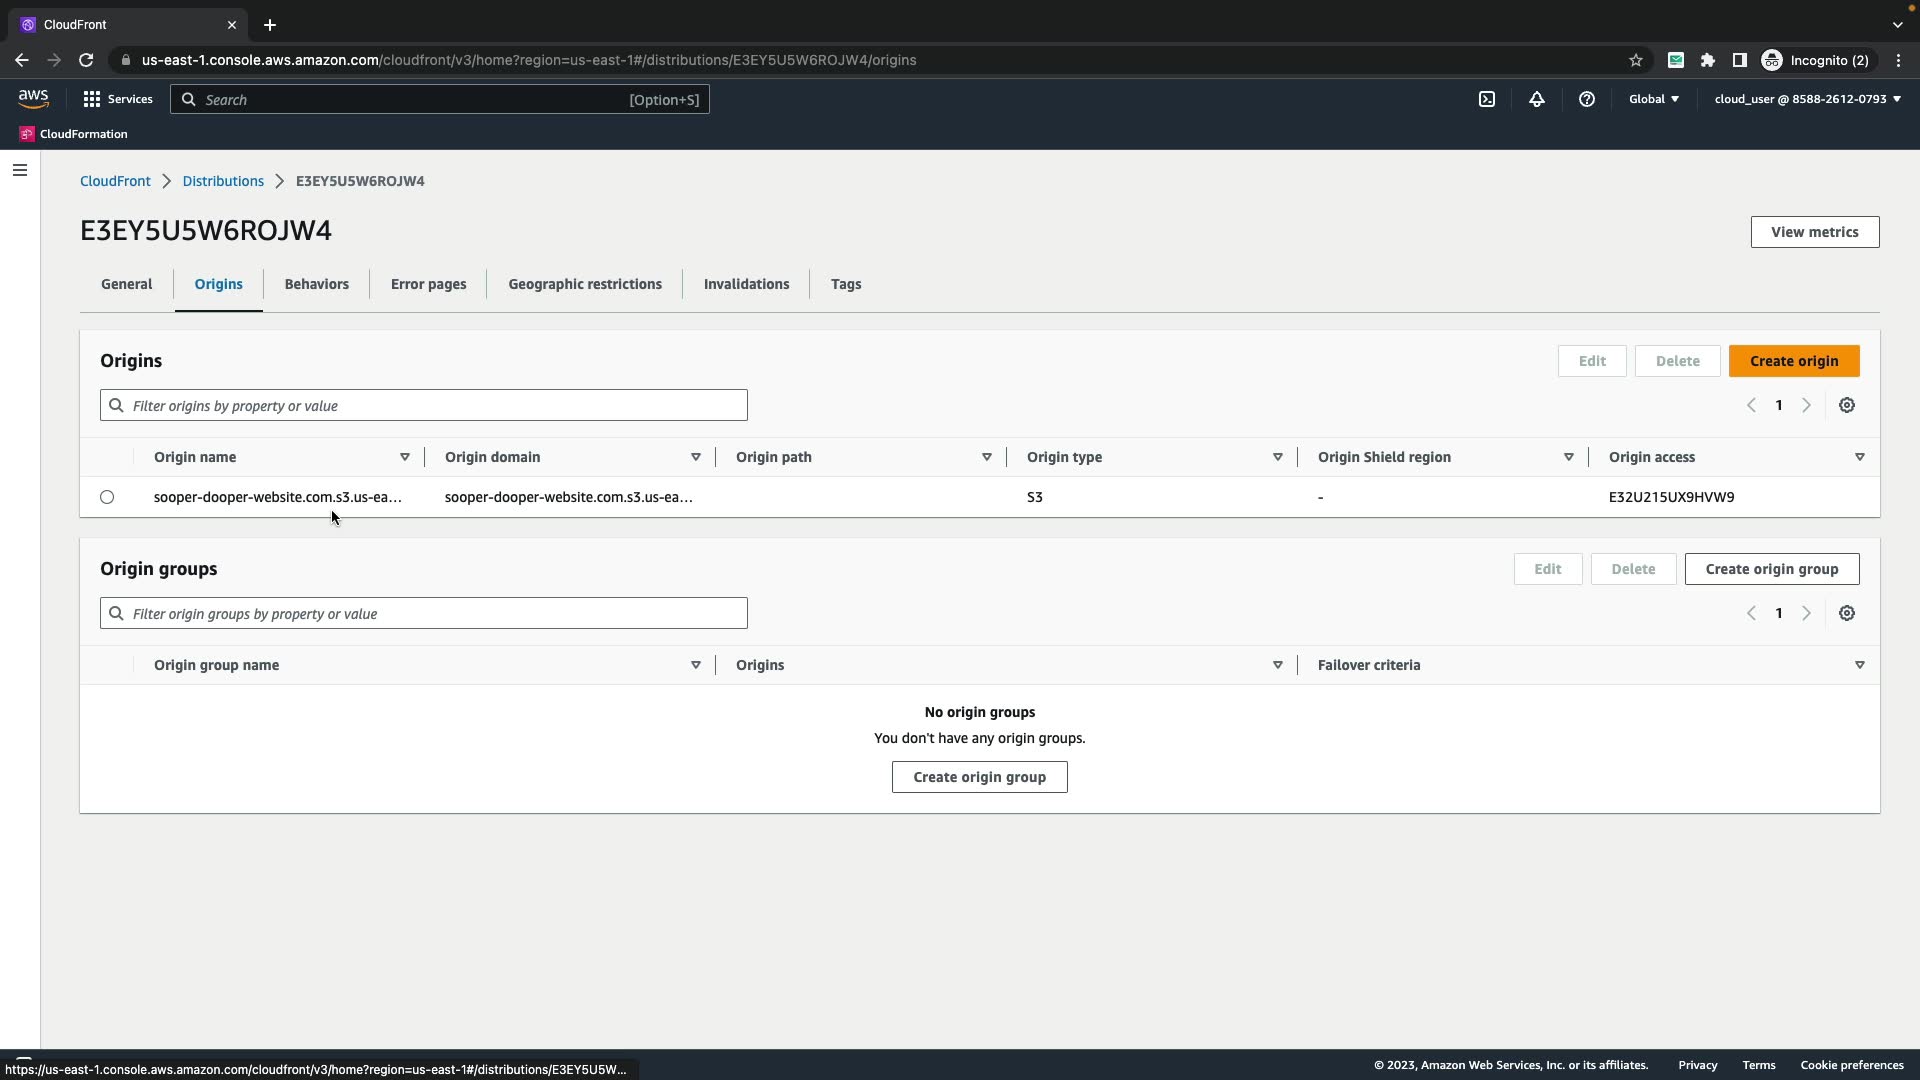 CloudFront
us-east-1.console.aws.amazon.com/cloudfront/v3/home?region=us-east-1#/distributions/E3EY5U5W6ROJW4/origins
Incognito (2)
aws
Services
Search
[Option+S]
Global
cloud_user @ 8588-2612-0793
CloudFormation
CloudFront
Distributions
E3EY5U5W6ROJW4
E3EY5U5W6ROJW4
View metrics
General
Origins
Behaviors
Error pages
Geographic restrictions
Invalidations
Tags
Origins
Edit
Delete
Create origin
Filter origins by property or value
1
Origin name
Origin domain
Origin path
Origin type
Origin Shield region
Origin access
sooper-dooper-website.com.s3.us-ea...
sooper-dooper-website.com.s3.us-ea...
S3
-
E32U215UX9HVW9
Origin groups
Edit
Delete
Create origin group
Filter origin groups by property or value
1
Origin group name
Origins
Failover criteria
No origin groups
You don't have any origin groups.
Create origin group
https://us-east-1.console.aws.amazon.com/cloudfront/v3/home?region=us-east-1#/distributions/E3EY5U5W...
© 2023, Amazon Web Services, Inc. or its affiliates.
Privacy
Terms
Cookie preferences